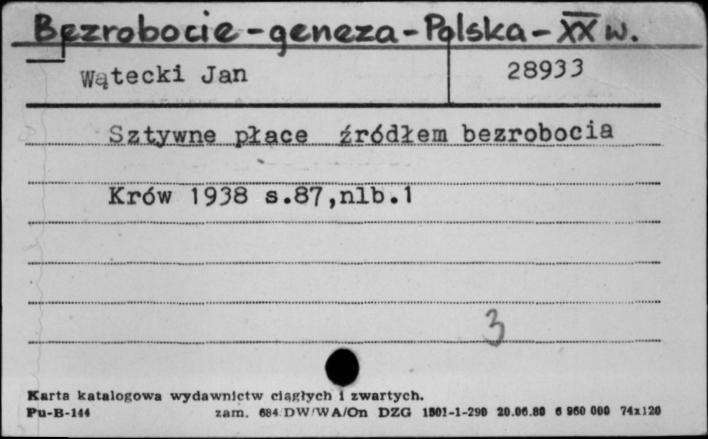 Bezrobocie - geneza - Polska - XX w.
Wątecki Jan 28933
Sztywne płace źródłem bezrobocia
Krów 1938 s.87,nlb.1
3
Karta katalogowa wydawnictw ciągłych i zwartych.
Pu-B-144 zam. 684 DW/WA/On DZG 1801-1-290 20.06.80 6 960 000 74x120